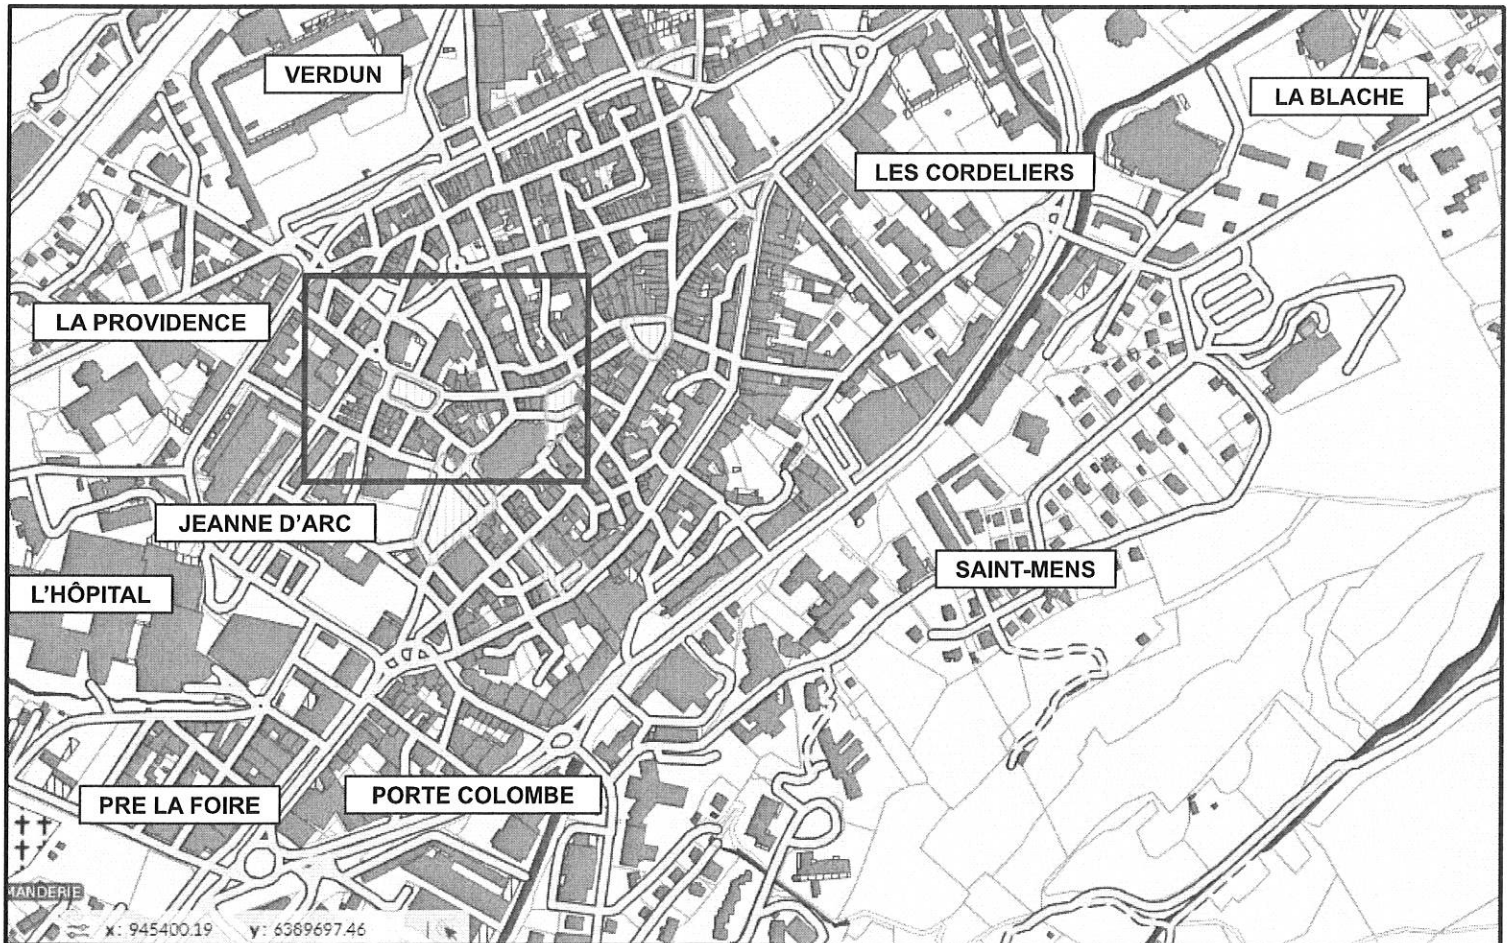 VERDUN
LA BLACHE
LES CORDELIERS
LA PROVIDENCE
JEANNE D'ARC
SAINT-MENS
L'HÔPITAL
PRE LA FOIRE
PORTE COLOMBE
MANDERIE
x: 945400.19 y: 6389697.46